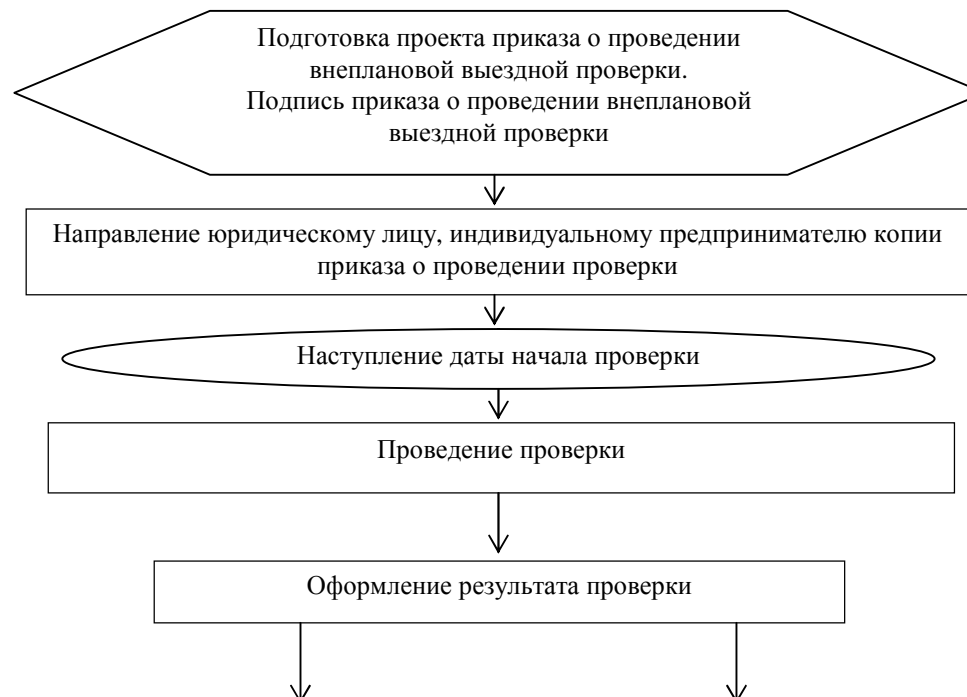 Подготовка проекта приказа о проведении
внеплановой выездной проверки.
Подпись приказа о проведении внеплановой
выездной проверки
Направление юридическому лицу, индивидуальному предпринимателю копии
приказа о проведении проверки
Наступление даты начала проверки
Проведение проверки
Оформление результата проверки